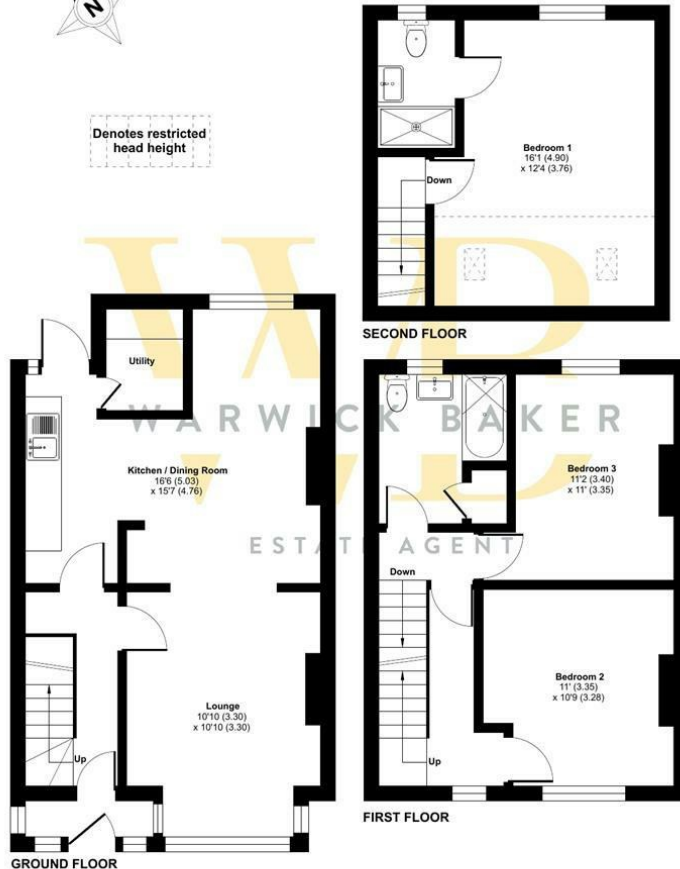 N
Denotes restricted
head height
Bedroom 1
16'1 (4.90)
x 12'4 (3.76)
Down
SECOND FLOOR
Utility
Kitchen / Dining Room
16'6 (5.03)
x 15'7 (4.76)
Lounge
10'10 (3.30)
x 10'10 (3.30)
Up
GROUND FLOOR
Bedroom 3
11'2 (3.40)
x 11' (3.35)
Down
Bedroom 2
11' (3.35)
x 10'9 (3.28)
Up
FIRST FLOOR
WB
WARWICK BAKER
ESTATE AGENT